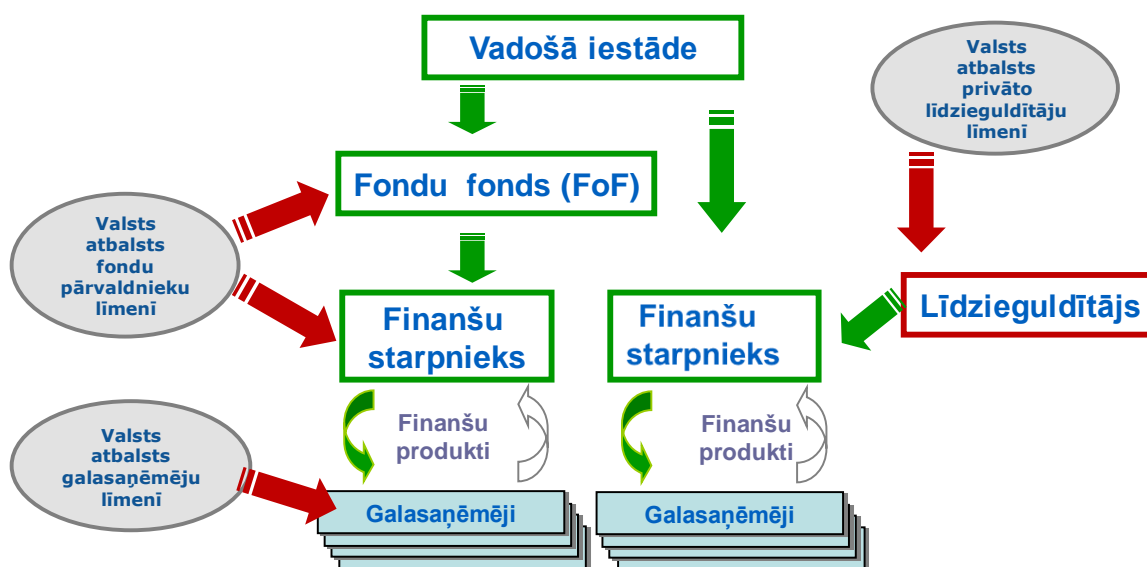 Vadošā iestāde
Valsts
atbalsts
privāto
līdzieguldītāju
līmenī
Fondu fonds (FoF)
Valsts
atbalsts
fondu
pārvaldnieku
līmenī
Finanšu
starpnieks
Finanšu
starpnieks
Līdzieguldītājs
Finanšu
produkti
Finanšu
produkti
Valsts
atbalsts
galasaņēmēju
līmenī
Galasaņēmēji
Galasaņēmēji